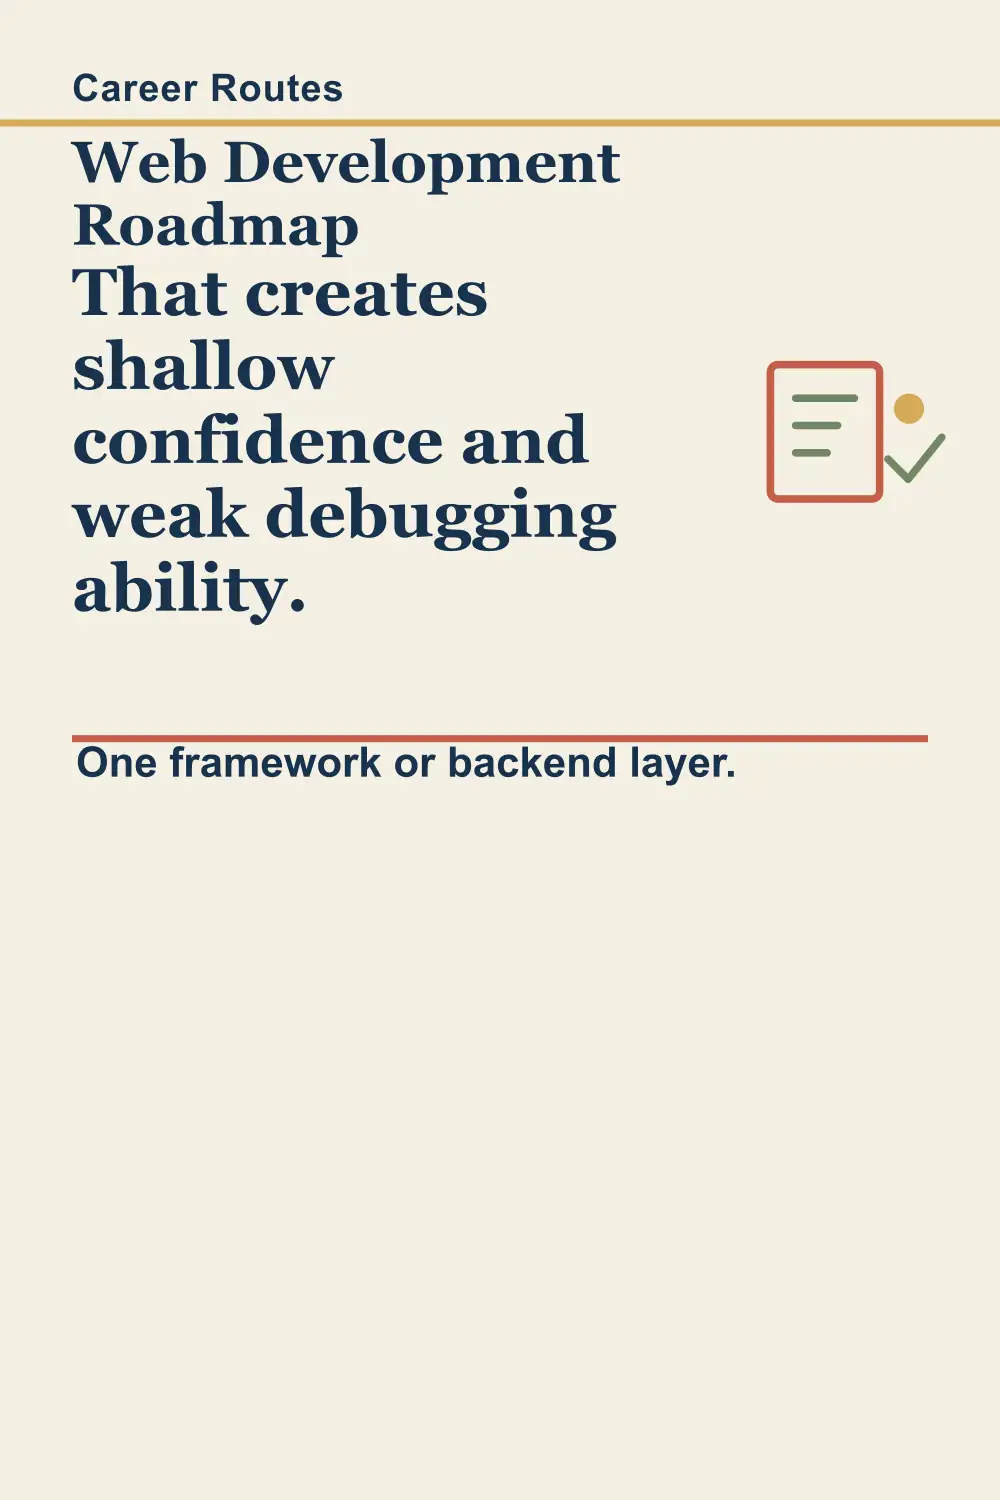 Career Routes
Web Development
Roadmap
That creates
shallow
confidence and
weak debugging
ability.
One framework or backend layer.